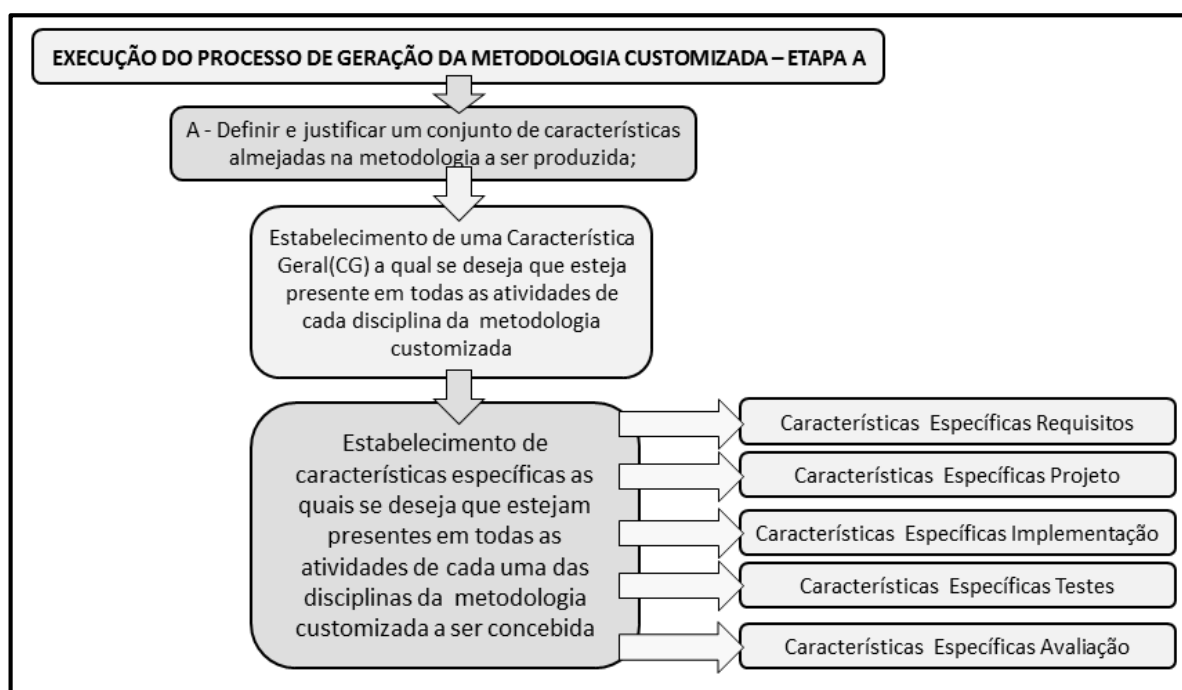 EXECUÇÃO DO PROCESSO DE GERAÇÃO DA METODOLOGIA CUSTOMIZADA – ETAPA A
A - Definir e justificar um conjunto de características
almejadas na metodologia a ser produzida;
Estabelecimento de uma Característica
Geral(CG) a qual se deseja que esteja
presente em todas as atividades de
cada disciplina da metodologia
customizada
Estabelecimento de
características específicas as
quais se deseja que estejam
presentes em todas as
atividades de cada uma das
disciplinas da metodologia
customizada a ser concebida
Características Específicas Requisitos
Características Específicas Projeto
Características Específicas Implementação
Características Específicas Testes
Características Específicas Avaliação